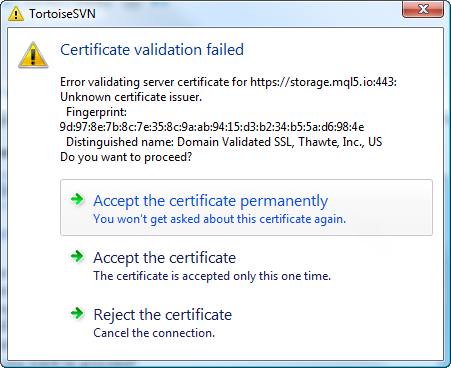 TortoiseSVN
Certificate validation failed
Error validating server certificate for https://storage.mql5.io:443:
Unknown certificate issuer.
Fingerprint:
9d:97:8e:7b:8c:7e:35:8c:9a:ab:94:15:d3:b2:34:b5:5a:d6:98:4e
Distinguished name: Domain Validated SSL, Thawte, Inc., US
Do you want to proceed?
Accept the certificate permanently
You won't get asked about this certificate again.
Accept the certificate
The certificate is accepted only this one time.
Reject the certificate
Cancel the connection.